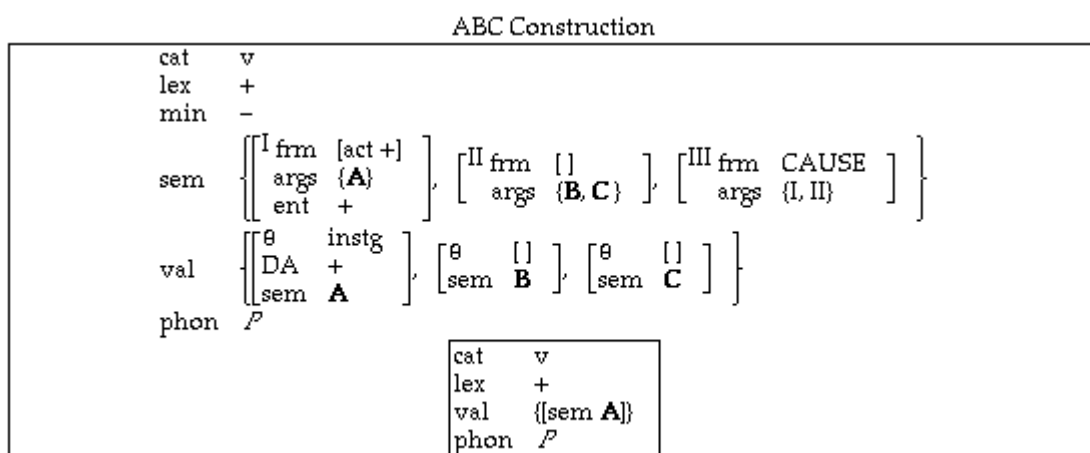 ABC Construction
cat v
lex +
min –
sem {[I frm [act +] args {A} ent +], [II frm [ ] args {B, C}], [III frm CAUSE args {I, II}]}
val {[θ instg DA + sem A], [θ [ ] sem B], [θ [ ] sem C]}
phon P
cat v
lex +
val {[sem A]}
phon P